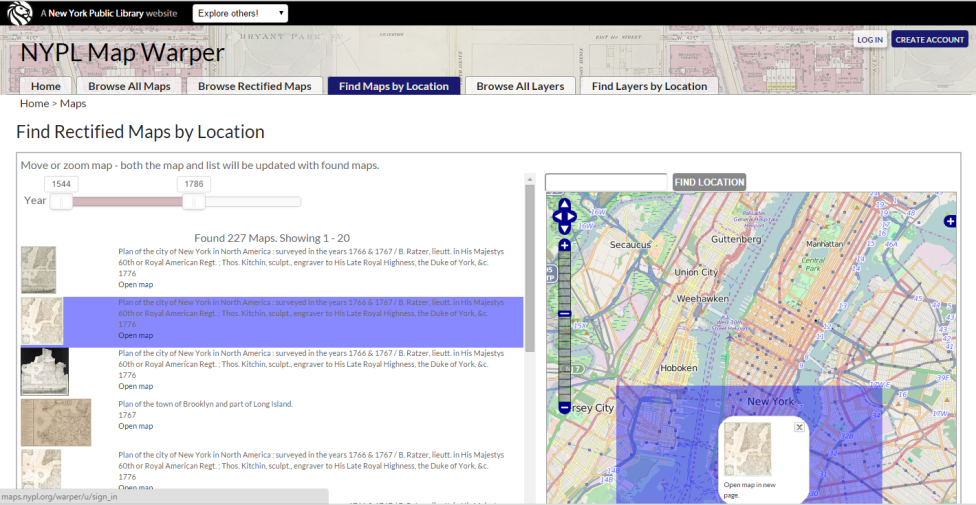 A New York Public Library website
Explore others!
BRYANT PARK
NYPL Map Warper
LOG IN
CREATE ACCOUNT
Home
Browse All Maps
Browse Rectified Maps
Find Maps by Location
Browse All Layers
Find Layers by Location
Home > Maps
Find Rectified Maps by Location
Move or zoom map - both the map and list will be updated with found maps.
1544
1786
Year
Found 227 Maps. Showing 1 - 20
Plan of the city of New York in North America : surveyed in the years 1766 & 1767 / B. Ratzer, lieutt. in His Majestys
60th or Royal American Regt. ; Thos. Kitchin, sculpt., engraver to His Late Royal Highness, the Duke of York, &c.
1776
Open map
Plan of the city of New York in North America : surveyed in the years 1766 & 1767 / B. Ratzer, lieutt. in His Majestys
60th or Royal American Regt. ; Thos. Kitchin, sculpt., engraver to His Late Royal Highness, the Duke of York, &c.
1776
Open map
Plan of the city of New York in North America : surveyed in the years 1766 & 1767 / B. Ratzer, lieutt. in His Majestys
60th or Royal American Regt. ; Thos. Kitchin, sculpt., engraver to His Late Royal Highness, the Duke of York, &c.
1776
Open map
Plan of the town of Brooklyn and part of Long Island.
1767
Open map
Plan of the city of New York in North America : surveyed in the years 1766 & 1767 / B. Ratzer, lieutt. in His Majestys
60th or Royal American Regt. ; Thos. Kitchin, sculpt., engraver to His Late Royal Highness, the Duke of York, &c.
1776
Open map
maps.nypl.org/warper/u/sign_in
FIND LOCATION
Secaucus
Guttenberg
Manhattan
Central
Park
Union City
Weehawken
Hoboken
rsey City
New York
Open map in new
page